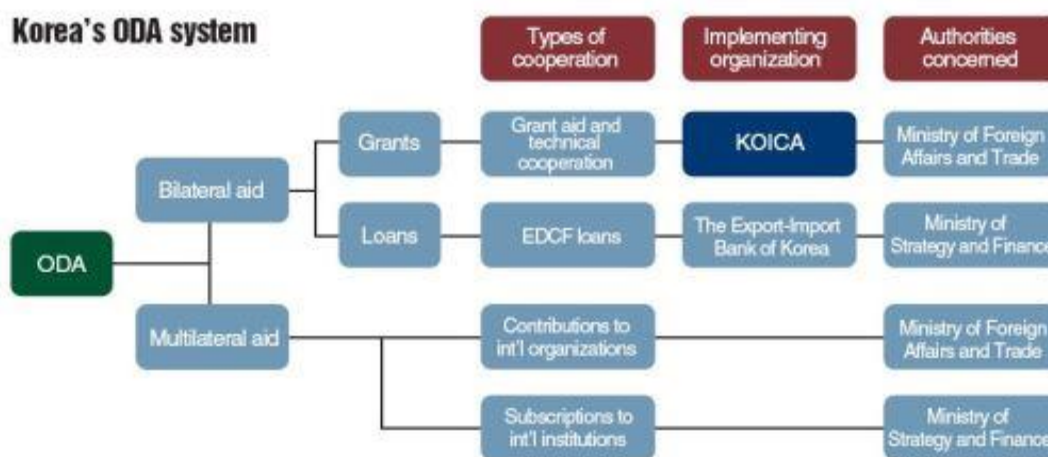 Korea's ODA system
Types of
cooperation
Implementing
organization
Authorities
concerned
Grants
Grant aid and
technical
cooperation
KOICA
Ministry of Foreign
Affairs and Trade
Bilateral aid
Loans
EDCF loans
The Export-Import
Bank of Korea
Ministry of
Strategy and Finance
ODA
Multilateral aid
Contributions to
int'l organizations
Ministry of Foreign
Affairs and Trade
Subscriptions to
int'l institutions
Ministry of
Strategy and Finance